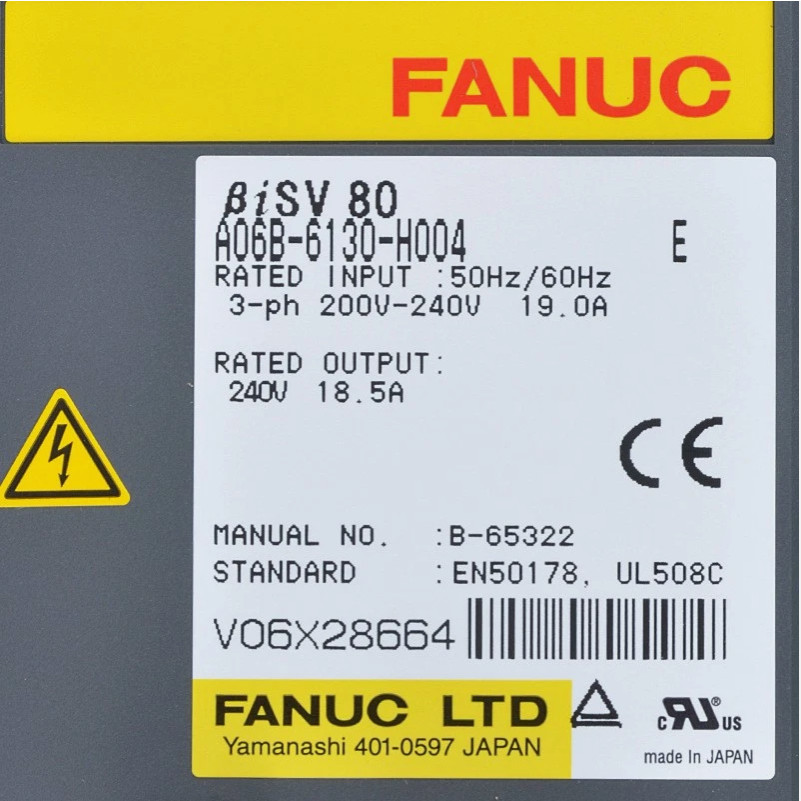 FANUC
βiSV 80
A06B-6130-H004 E
RATED INPUT :50Hz/60Hz
3-ph 200V-240V 19.0A
RATED OUTPUT:
240V 18.5A
CE
MANUAL NO. :B-65322
STANDARD :EN50178, UL508C
V06X28664
FANUC LTD
Yamanashi 401-0597 JAPAN
c RU® US
made In JAPAN